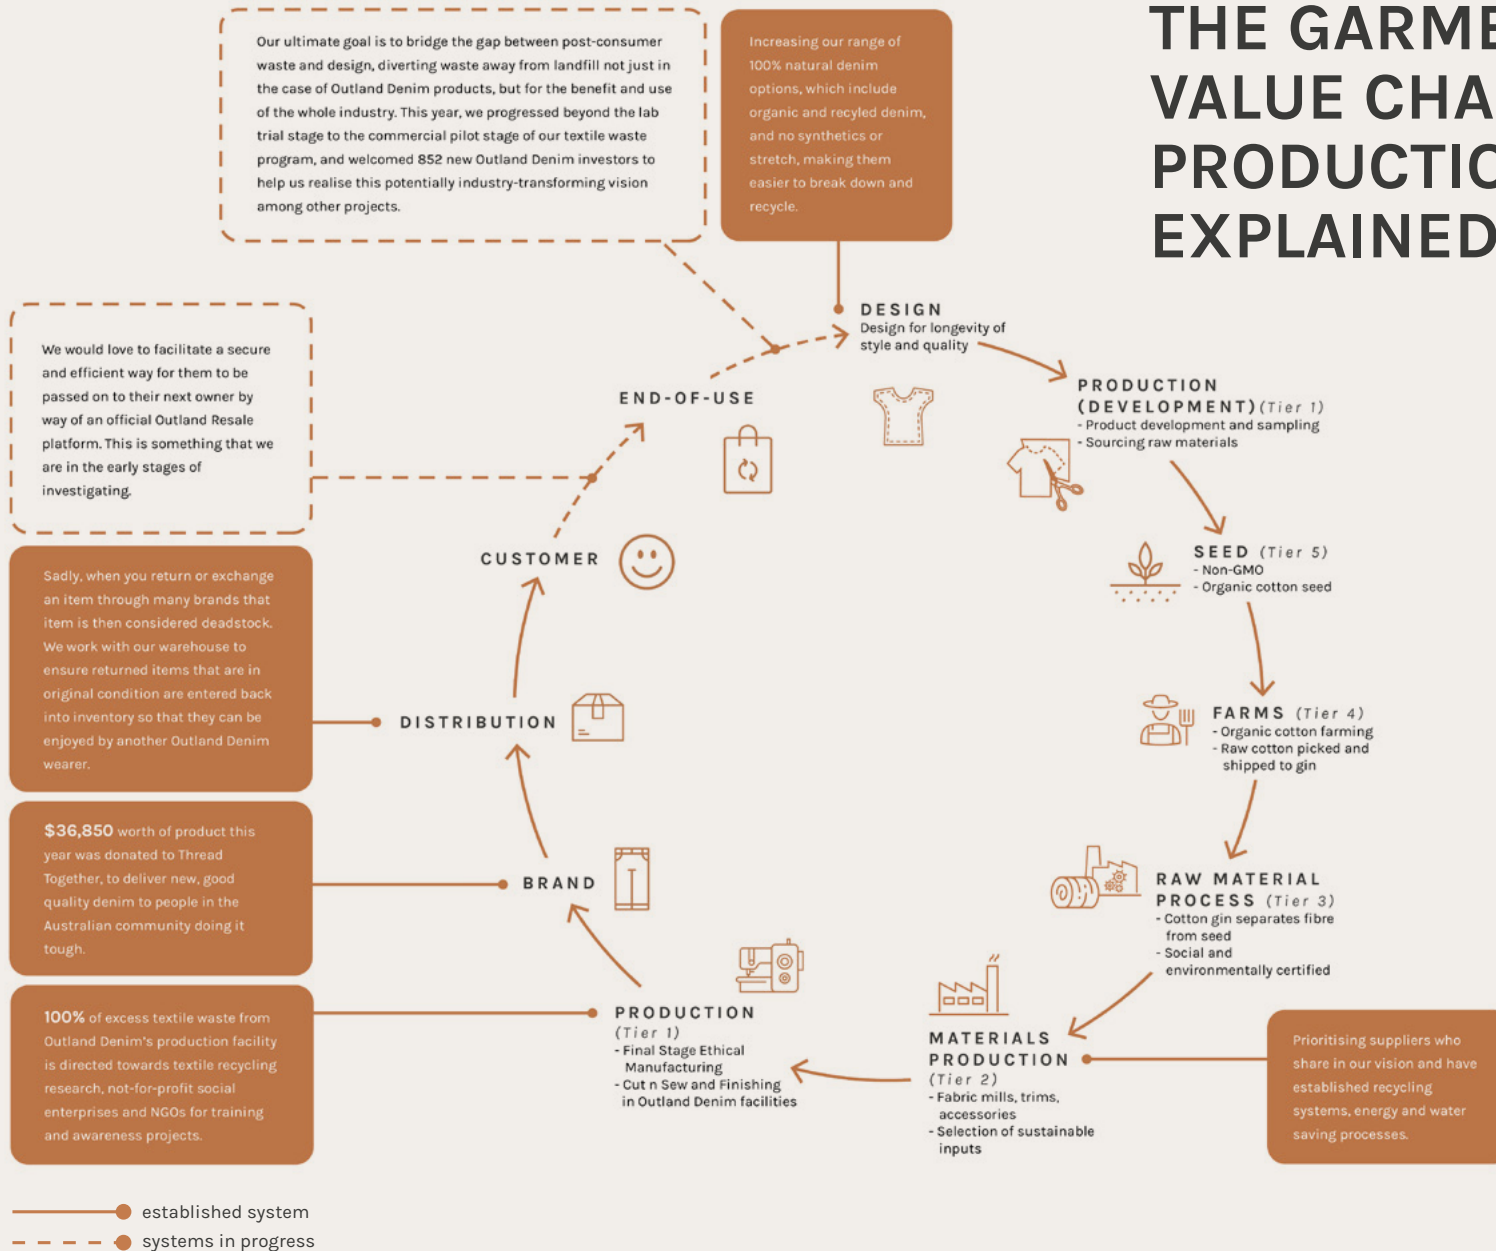 THE GARME
VALUE CHA
PRODUCTIO
EXPLAINED
Our ultimate goal is to bridge the gap between post-consumer
waste and design, diverting waste away from landfill not just in
the case of Outland Denim products, but for the benefit and use
of the whole industry. This year, we progressed beyond the lab
trial stage to the commercial pilot stage of our textile waste
program, and welcomed 852 new Outland Denim investors to
help us realise this potentially industry-transforming vision
among other projects.
Increasing our range of
100% natural denim
options, which include
organic and recyled denim,
and no synthetics or
stretch, making them
easier to break down and
recycle.
DESIGN
Design for longevity of
style and quality
PRODUCTION
(DEVELOPMENT) (Tier 1)
- Product development and sampling
- Sourcing raw materials
SEED (Tier 5)
- Non-GMO
- Organic cotton seed
FARMS (Tier 4)
- Organic cotton farming
- Raw cotton picked and
shipped to gin
RAW MATERIAL
PROCESS (Tier 3)
- Cotton gin separates fibre
from seed
- Social and
environmentally certified
MATERIALS
PRODUCTION
(Tier 2)
- Fabric mills, trims,
accessories
- Selection of sustainable
inputs
Prioritising suppliers who
share in our vision and have
established recycling
systems, energy and water
saving processes.
PRODUCTION
(Tier 1)
- Final Stage Ethical
Manufacturing
- Cut n Sew and Finishing
in Outland Denim facilities
100% of excess textile waste from
Outland Denim's production facility
is directed towards textile recycling
research, not-for-profit social
enterprises and NGOs for training
and awareness projects.
BRAND
$36,850 worth of product this
year was donated to Thread
Together, to deliver new, good
quality denim to people in the
Australian community doing it
tough.
DISTRIBUTION
Sadly, when you return or exchange
an item through many brands that
item is then considered deadstock.
We work with our warehouse to
ensure returned items that are in
original condition are entered back
into inventory so that they can be
enjoyed by another Outland Denim
wearer.
CUSTOMER
We would love to facilitate a secure
and efficient way for them to be
passed on to their next owner by
way of an official Outland Resale
platform. This is something that we
are in the early stages of
investigating.
END-OF-USE
established system
systems in progress